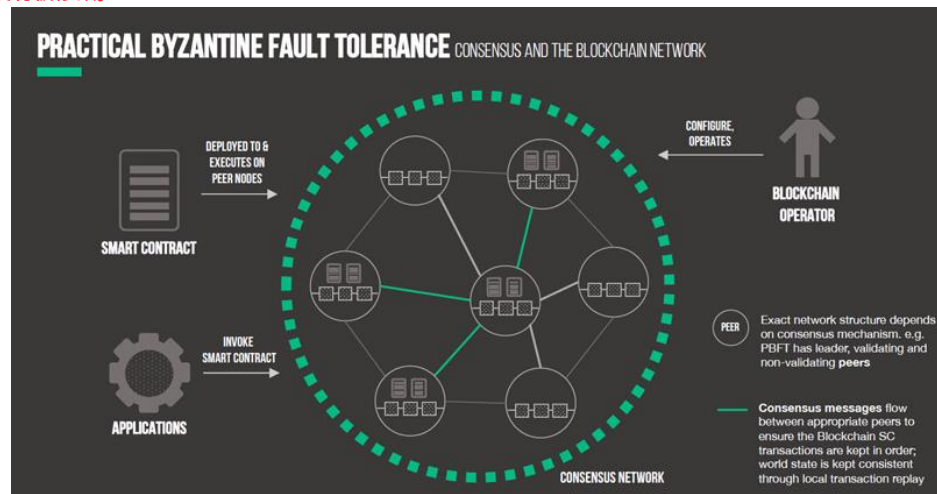 PRACTICAL BYZANTINE FAULT TOLERANCE CONSENSUS AND THE BLOCKCHAIN NETWORK
DEPLOYED TO &
EXECUTES ON
PEER NODES
SMART CONTRACT
CONFIGURE,
OPERATES
BLOCKCHAIN
OPERATOR
INVOKE
SMART CONTRACT
APPLICATIONS
PEER
Exact network structure depends
on consensus mechanism. e.g.
PBFT has leader, validating and
non-validating peers
Consensus messages flow
between appropriate peers to
ensure the Blockchain SC
transactions are kept in order;
world state is kept consistent
through local transaction replay
CONSENSUS NETWORK